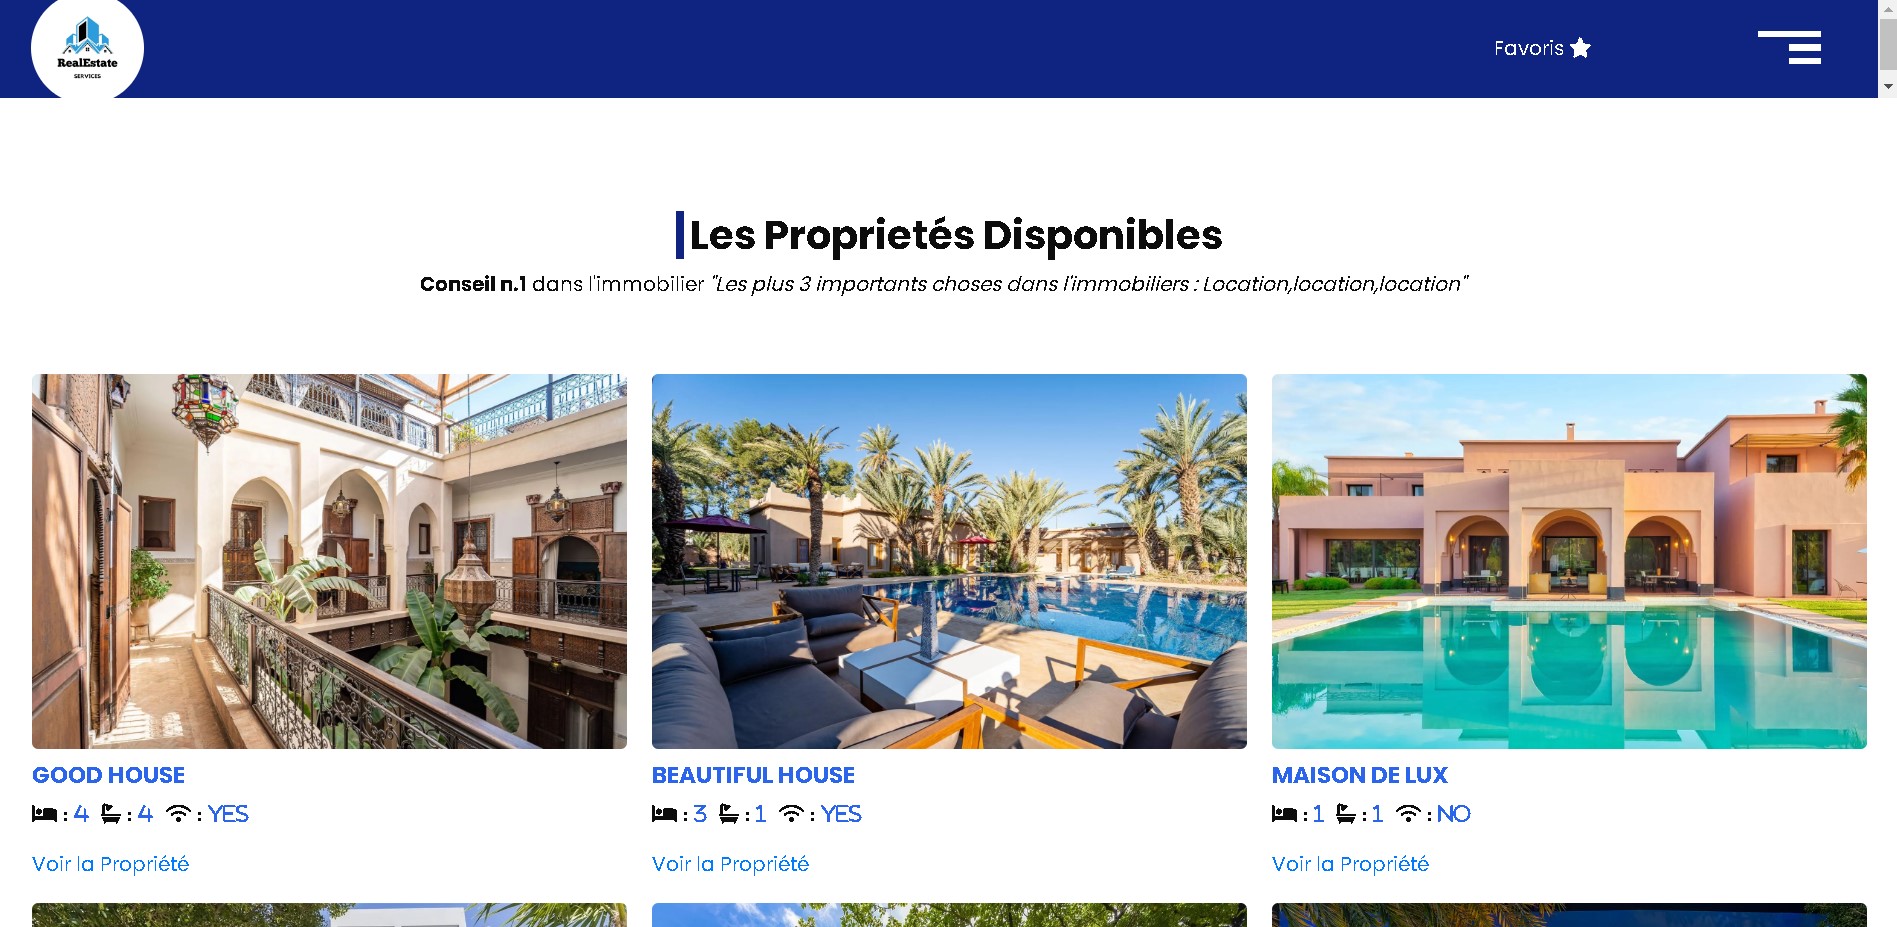 RealEstate
SERVICES
Favoris
Les Proprietés Disponibles
Conseil n.1 dans l'immobilier "Les plus 3 importants choses dans l'immobiliers : Location,location,location"
GOOD HOUSE
: 4 : 4 : YES
Voir la Propriété
BEAUTIFUL HOUSE
: 3 : 1 : YES
Voir la Propriété
MAISON DE LUX
: 1 : 1 : NO
Voir la Propriété